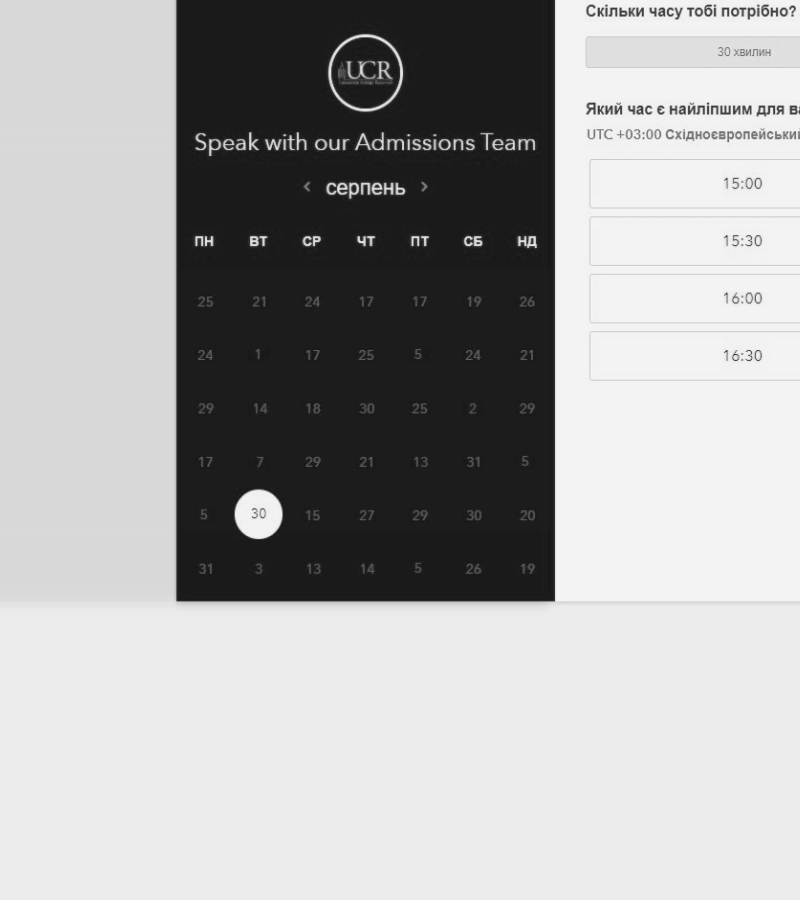 UCR
Speak with our Admissions Team
‹ серпень ›
ПН ВТ СР ЧТ ПТ СБ НД
25 21 24 17 17 19 26
24 1 17 25 5 24 21
29 14 18 30 25 2 29
17 7 29 21 13 31 5
5 30 15 27 29 30 20
31 3 13 14 5 26 19
Скільки часу тобі потрібно?
30 хвилин
Який час є найліпшим для ва
UTC +03:00 Східноєвропейськи
15:00
15:30
16:00
16:30